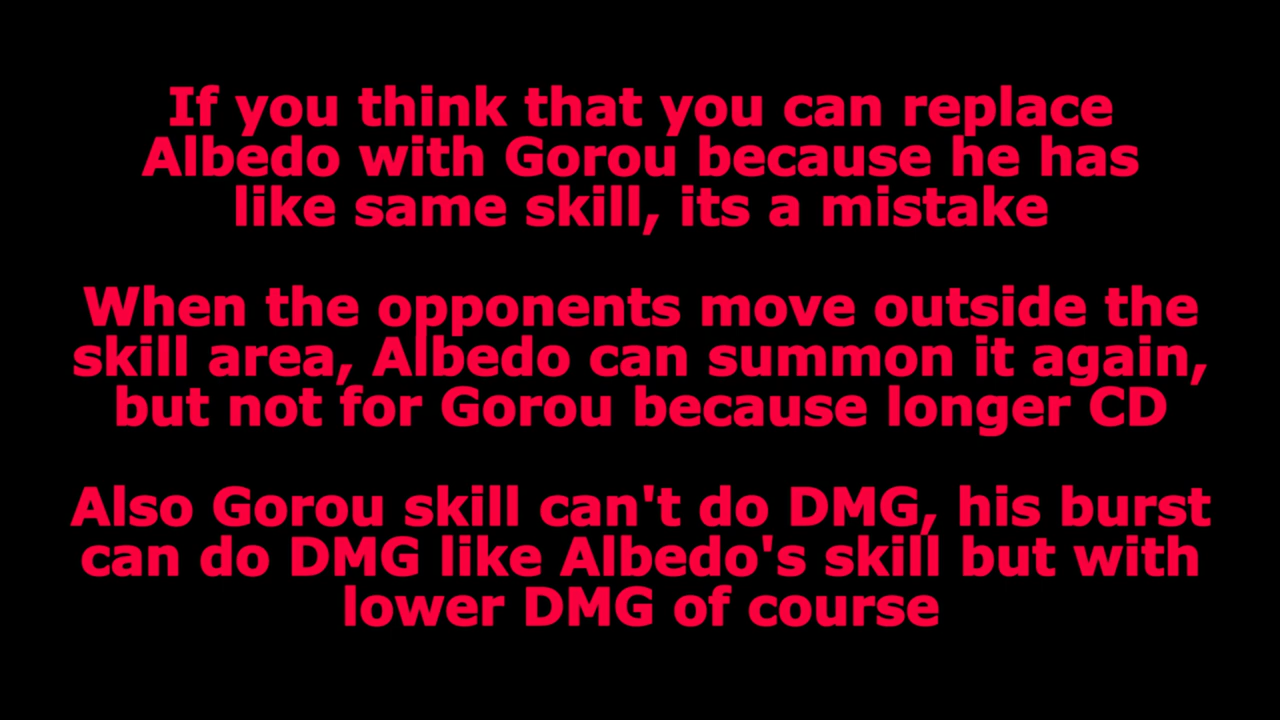 If you think that you can replace
Albedo with Gorou because he has
like same skill, its a mistake
When the opponents move outside the
skill area, Albedo can summon it again,
but not for Gorou because longer CD
Also Gorou skill can't do DMG, his burst
can do DMG like Albedo's skill but with
lower DMG of course